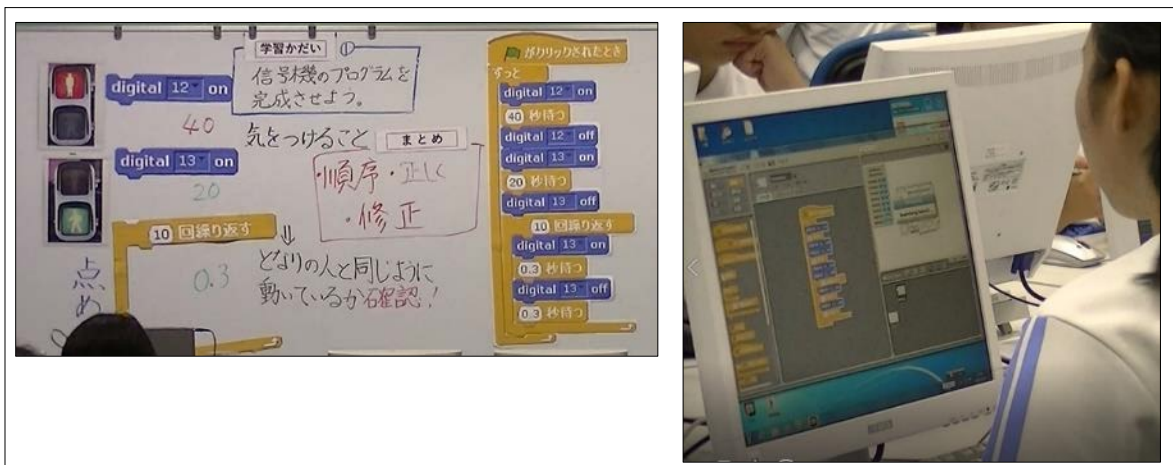 学習かだい ①
信号機のプログラムを
完成させよう。
digital 12 on
40
digital 13 on
20
10 回繰り返す
0.3
点め
気をつけること
まとめ
・順序・正しく
・修正
⇓
となりの人と同じように
動いているか確認！
がクリックされたとき
ずっと
digital 12 on
40 秒待つ
digital 12 off
digital 13 on
20 秒待つ
digital 13 off
10 回繰り返す
digital 13 on
0.3 秒待つ
digital 13 off
0.3 秒待つ